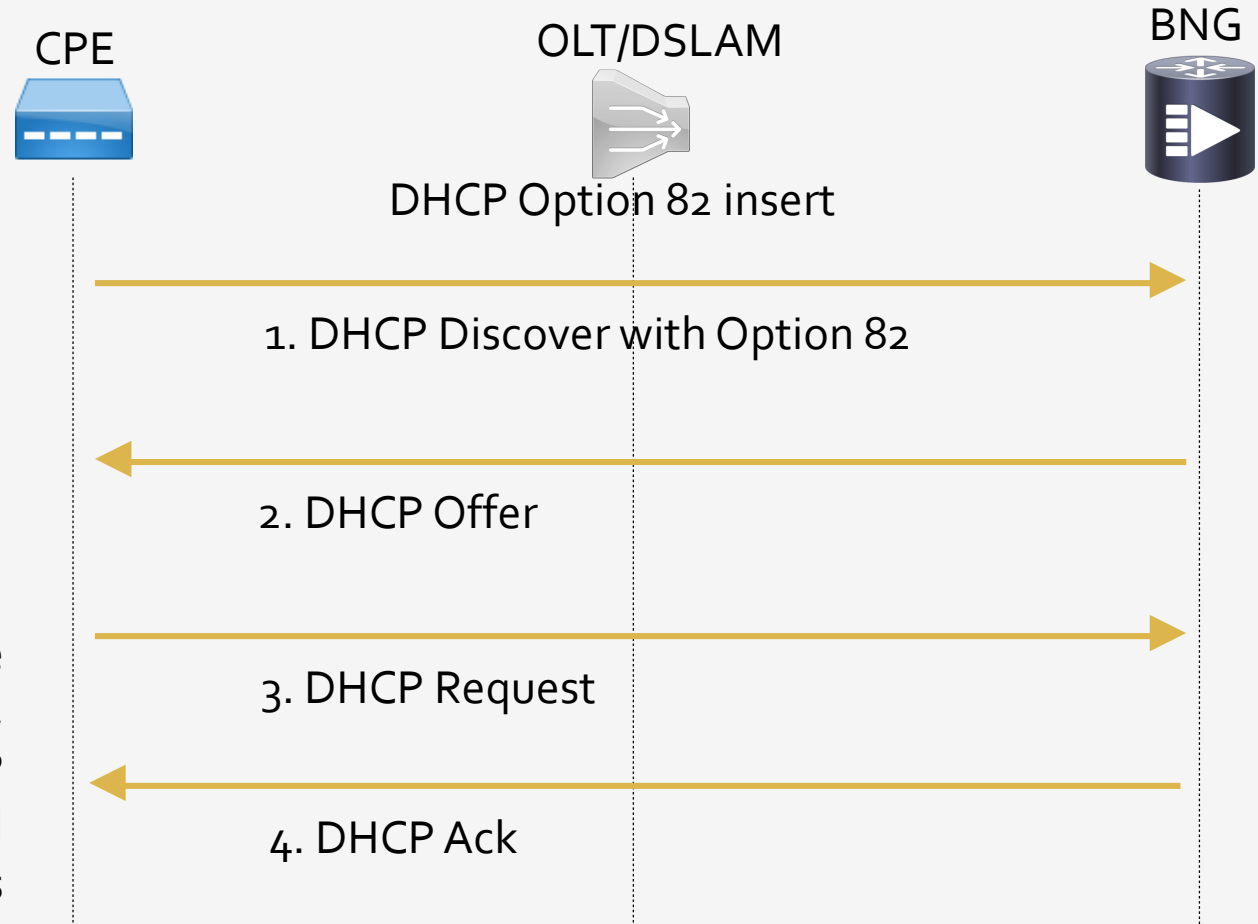 CPE
OLT/DSLAM
BNG
DHCP Option 82 insert
1. DHCP Discover with Option 82
2. DHCP Offer
3. DHCP Request
4. DHCP Ack